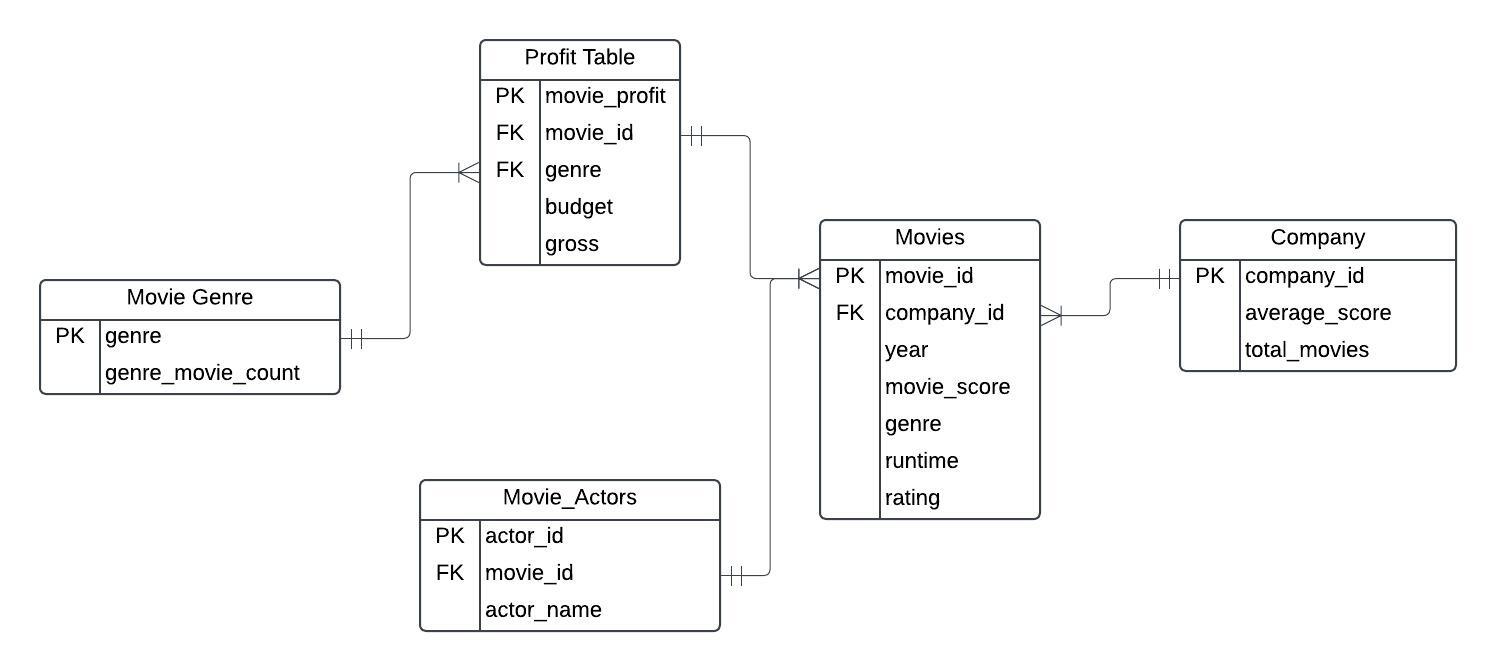 Profit Table
PK movie_profit
FK movie_id
FK genre
budget
gross
Movie Genre
PK genre
genre_movie_count
Movies
PK movie_id
FK company_id
year
movie_score
genre
runtime
rating
Company
PK company_id
average_score
total_movies
Movie_Actors
PK actor_id
FK movie_id
actor_name